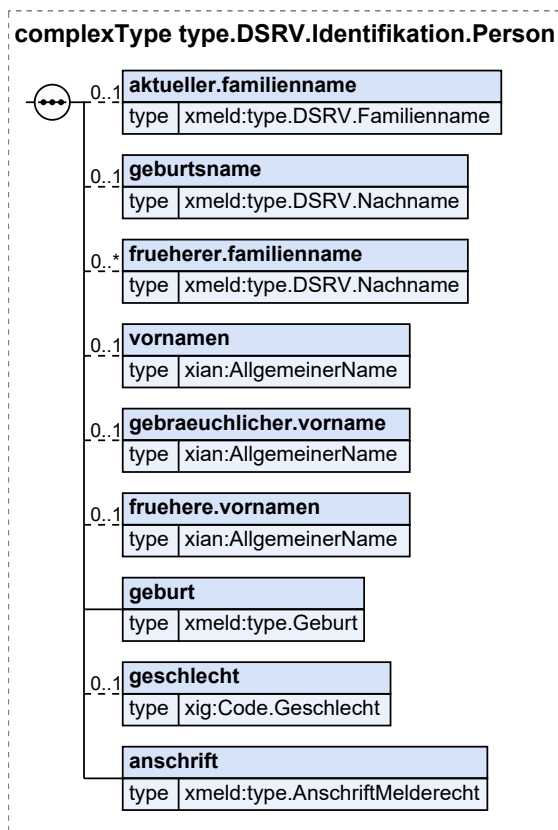 complexType type.DSRV.Identifikation.Person
0..1 aktueller.familienname
type xmeld:type.DSRV.Familienname
0..1 geburtsname
type xmeld:type.DSRV.Nachname
0..* frueherer.familienname
type xmeld:type.DSRV.Nachname
0..1 vornamen
type xian:AllgemeinerName
0..1 gebraeuchlicher.vorname
type xian:AllgemeinerName
0..1 fruehere.vornamen
type xian:AllgemeinerName
geburt
type xmeld:type.Geburt
0..1 geschlecht
type xig:Code.Geschlecht
anschrift
type xmeld:type.AnschriftMelderecht